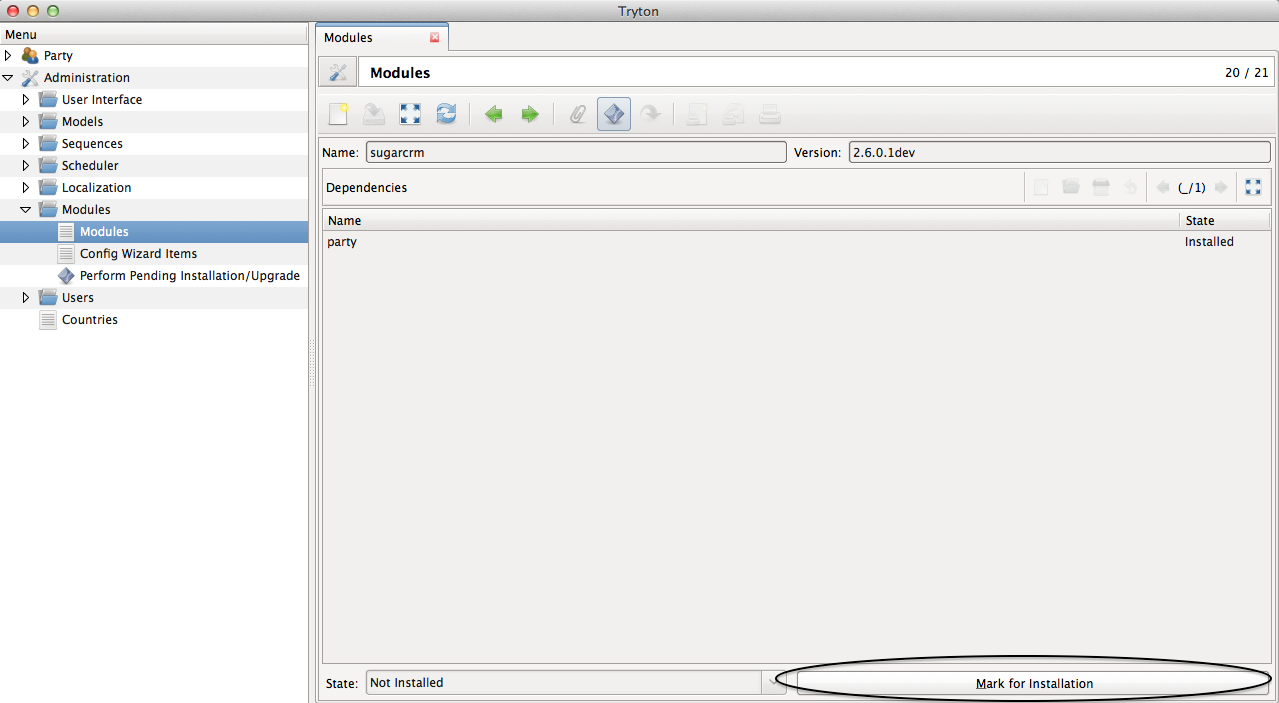 Tryton
Menu
Party
Administration
User Interface
Models
Sequences
Scheduler
Localization
Modules
Modules
Config Wizard Items
Perform Pending Installation/Upgrade
Users
Countries
Modules
Modules 20 / 21
Name: sugarcrm Version: 2.6.0.1dev
Dependencies (_/1)
Name State
party Installed
State: Not Installed Mark for Installation